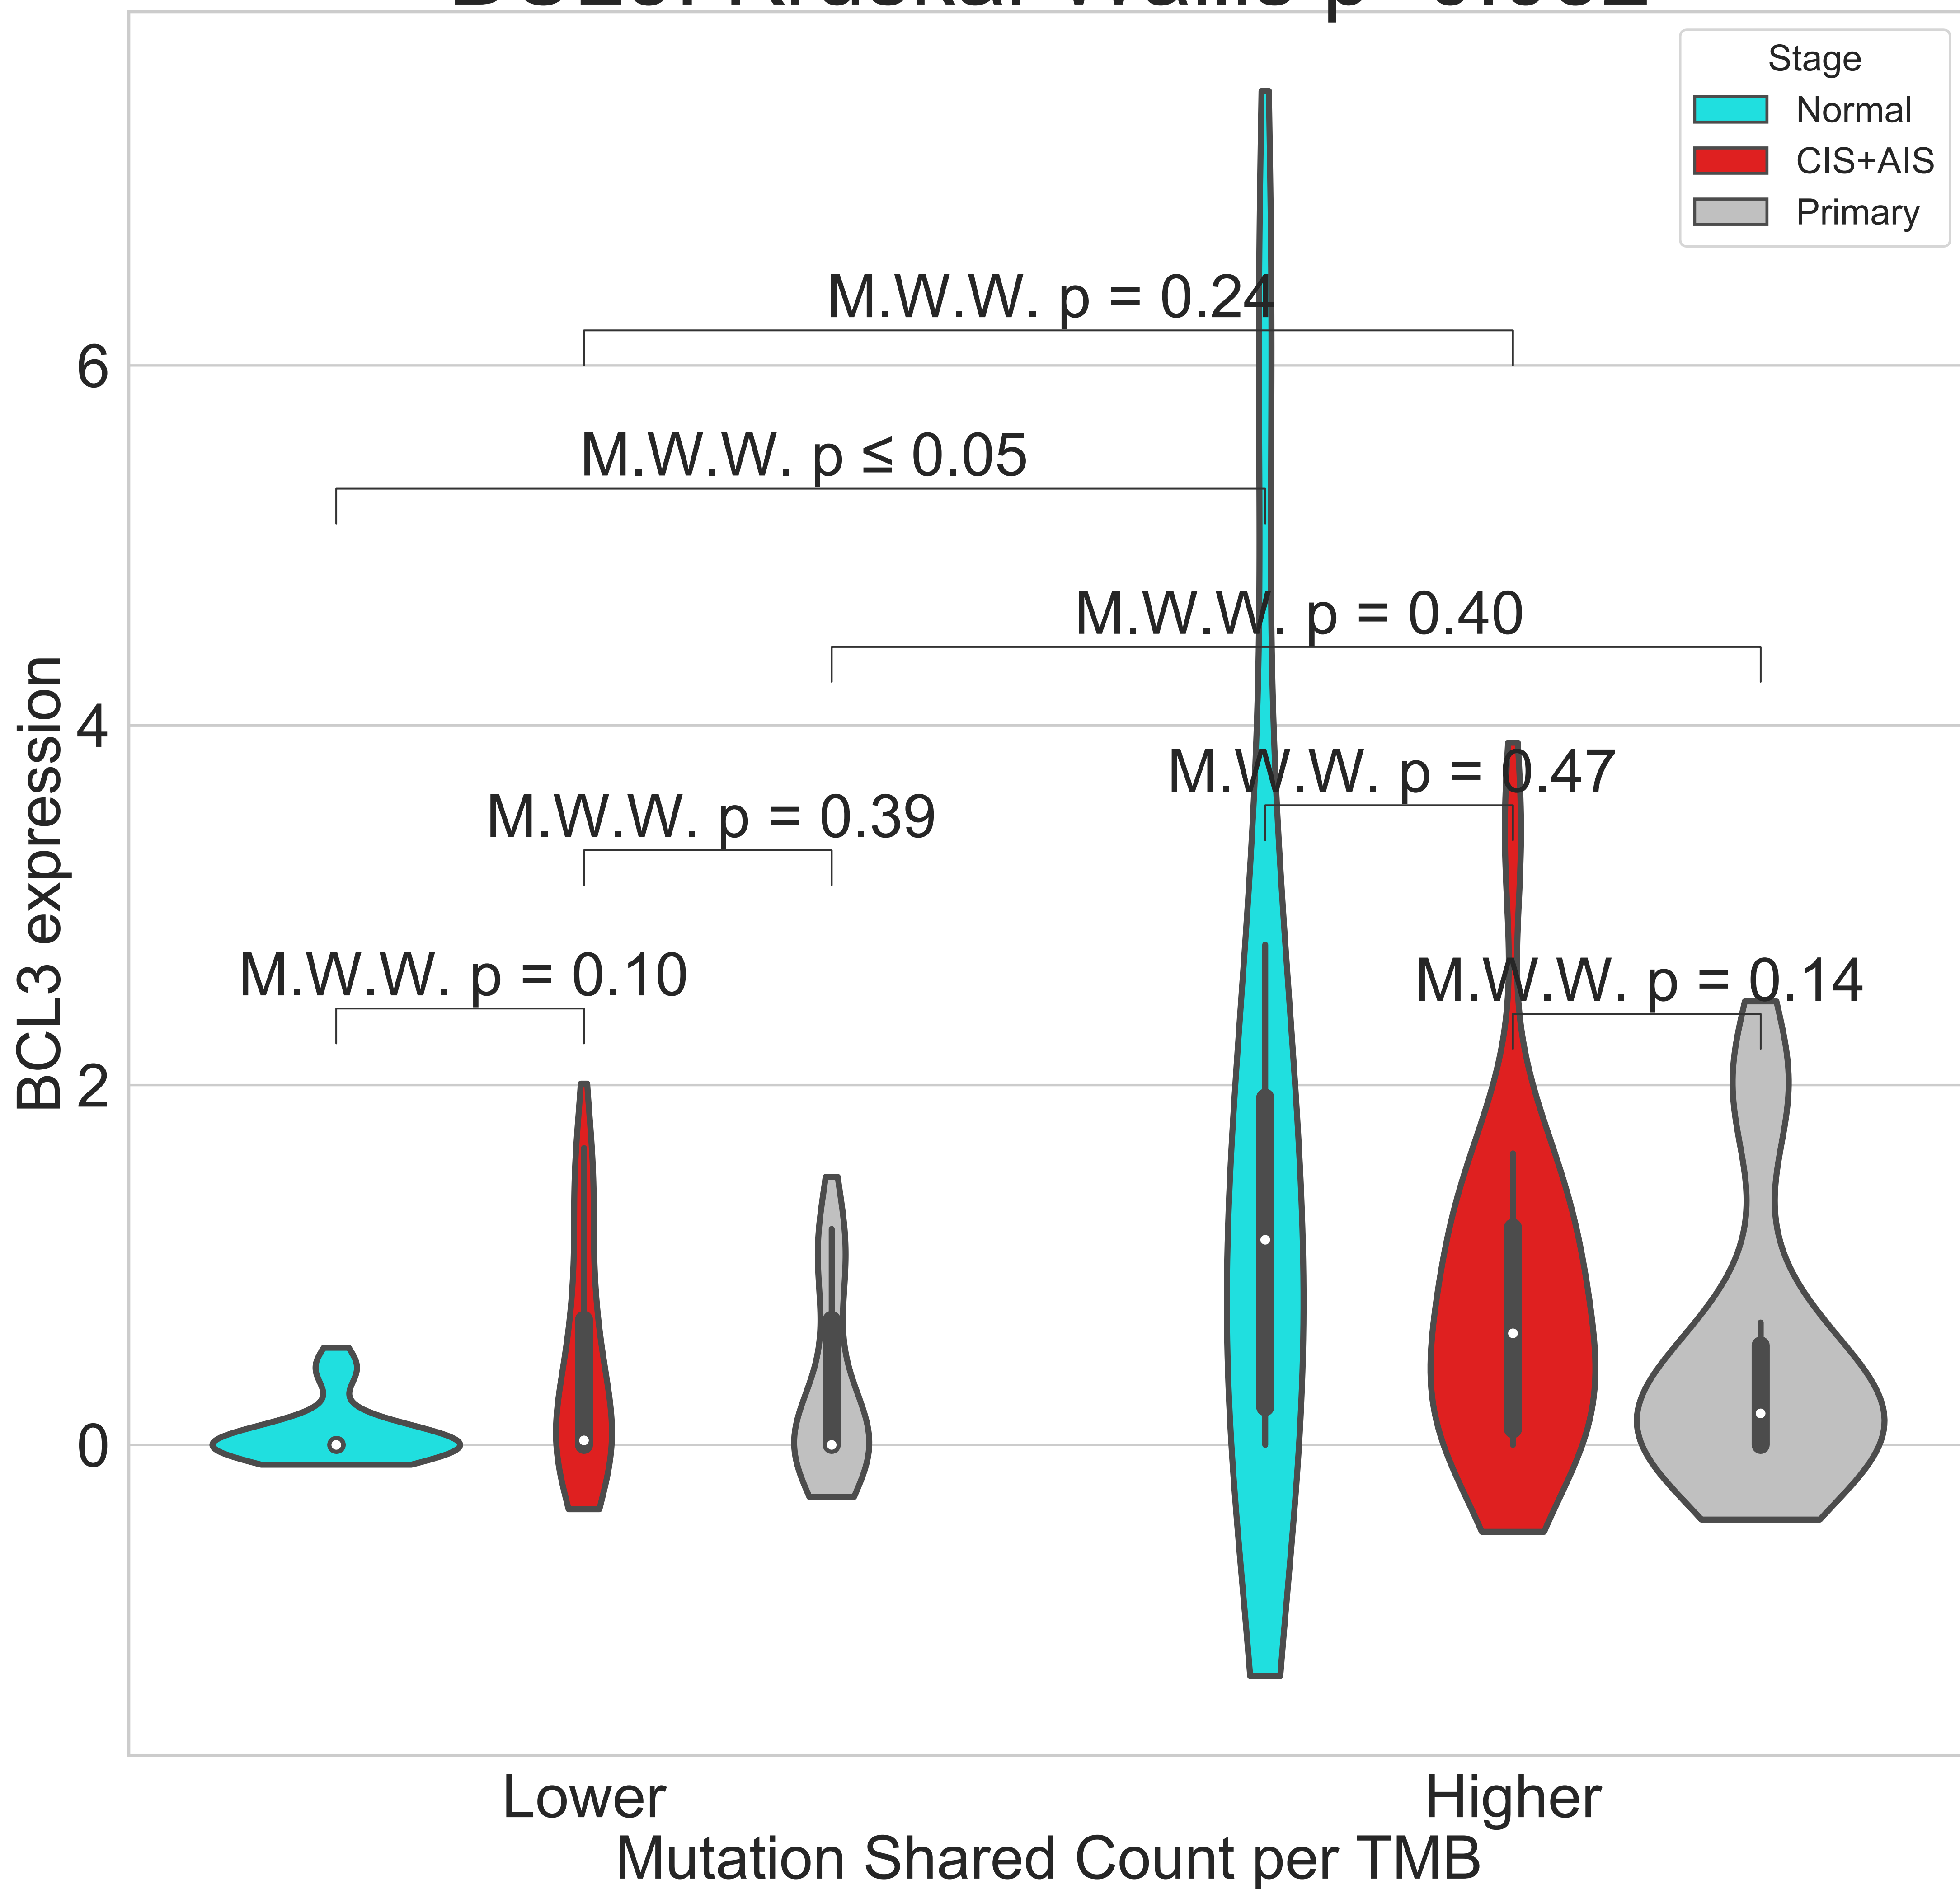 Stage
Normal
CIS+AIS
Primary
M.W.W. p = 0.24
6
M.W.W. p ≤ 0.05
M.W.W. p = 0.40
4
M.W.W. p = 0.47
M.W.W. p = 0.39
M.W.W. p = 0.14
M.W.W. p = 0.10
2
0
BCL3 expression
Lower
Higher
Mutation Shared Count per TMB